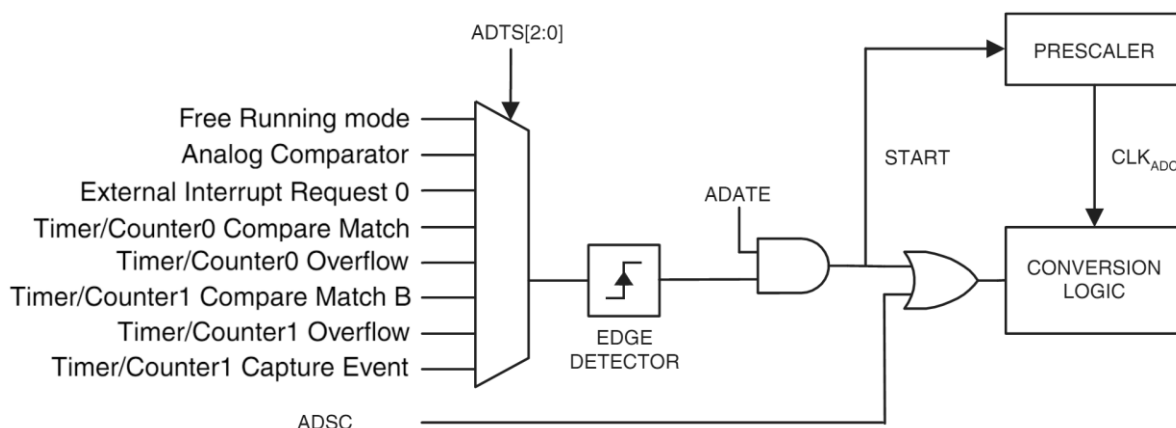 ADTS[2:0]
PRESCALER
Free Running mode
Analog Comparator
START
CLKADC
External Interrupt Request 0
ADATE
Timer/Counter0 Compare Match
Timer/Counter0 Overflow
CONVERSION
LOGIC
Timer/Counter1 Compare Match B
Timer/Counter1 Overflow
EDGE
DETECTOR
Timer/Counter1 Capture Event
ADSC